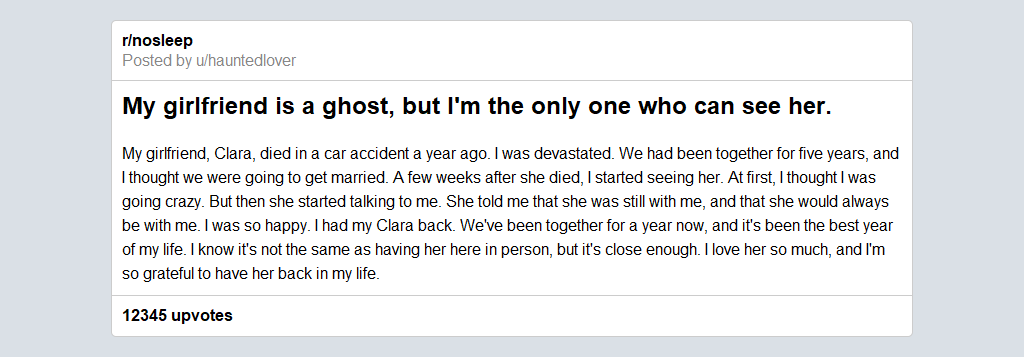 r/nosleep
Posted by u/hauntedlover
My girlfriend is a ghost, but I'm the only one who can see her.
My girlfriend, Clara, died in a car accident a year ago. I was devastated. We had been together for five years, and
I thought we were going to get married. A few weeks after she died, I started seeing her. At first, I thought I was
going crazy. But then she started talking to me. She told me that she was still with me, and that she would always
be with me. I was so happy. I had my Clara back. We've been together for a year now, and it's been the best year
of my life. I know it's not the same as having her here in person, but it's close enough. I love her so much, and I'm
so grateful to have her back in my life.
12345 upvotes